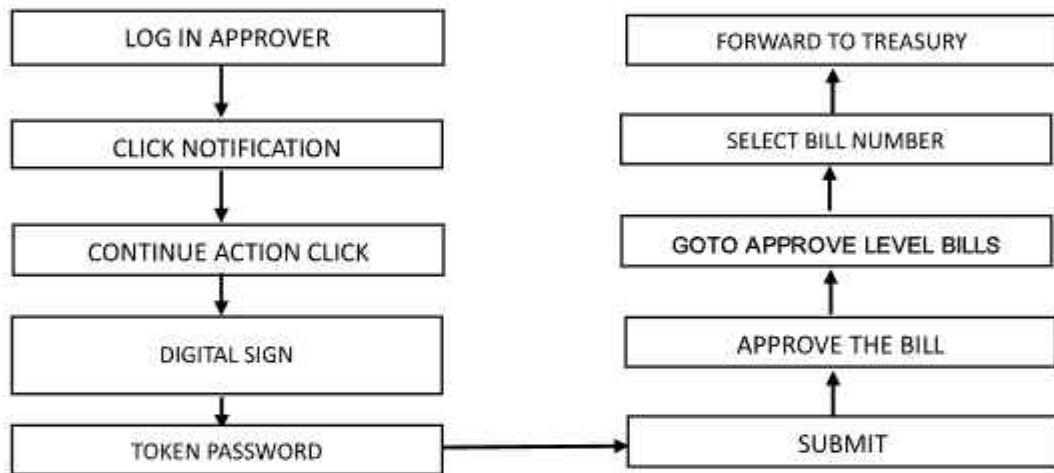 LOG IN APPROVER
CLICK NOTIFICATION
CONTINUE ACTION CLICK
DIGITAL SIGN
TOKEN PASSWORD
SUBMIT
APPROVE THE BILL
GOTO APPROVE LEVEL BILLS
SELECT BILL NUMBER
FORWARD TO TREASURY